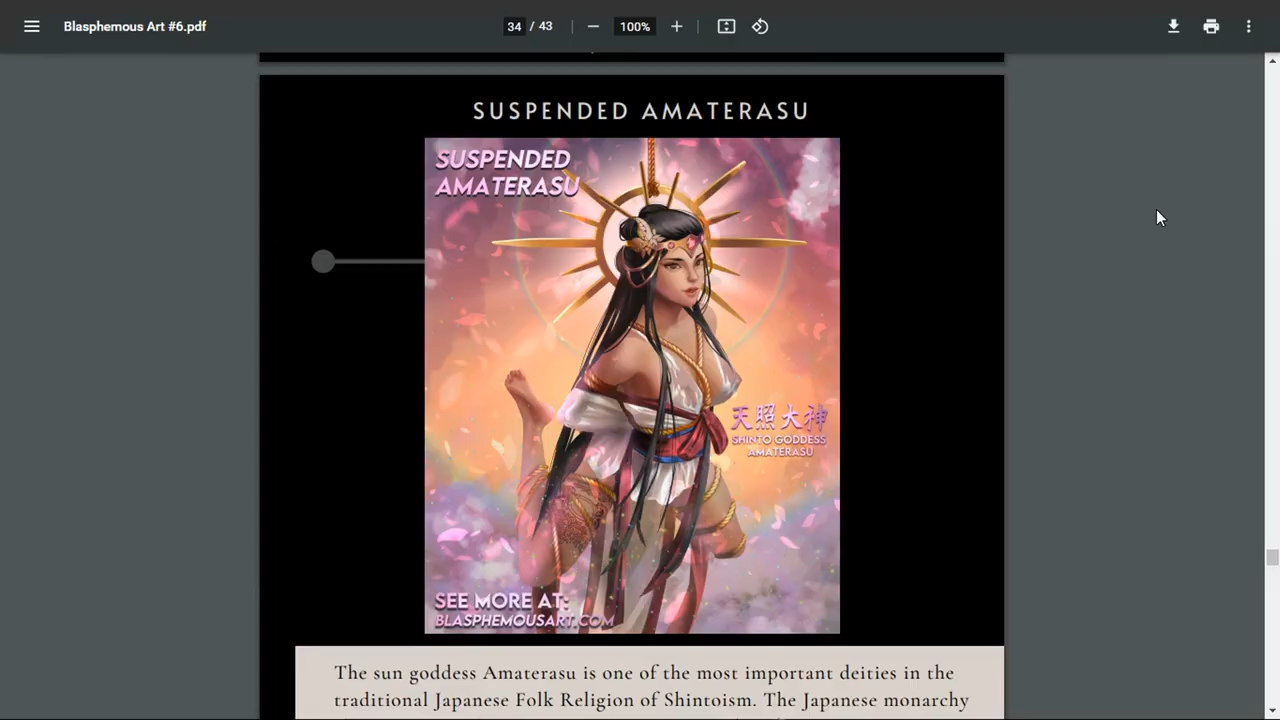 Blasphemous Art #6.pdf
34 / 43
100%
SUSPENDED AMATERASU
SUSPENDED
AMATERASU
天照大神
SHINTO GODDESS
AMATERASU
SEE MORE AT:
BLASPHEMOUSART.COM
The sun goddess Amaterasu is one of the most important deities in the
traditional Japanese Folk Religion of Shintoism. The Japanese monarchy